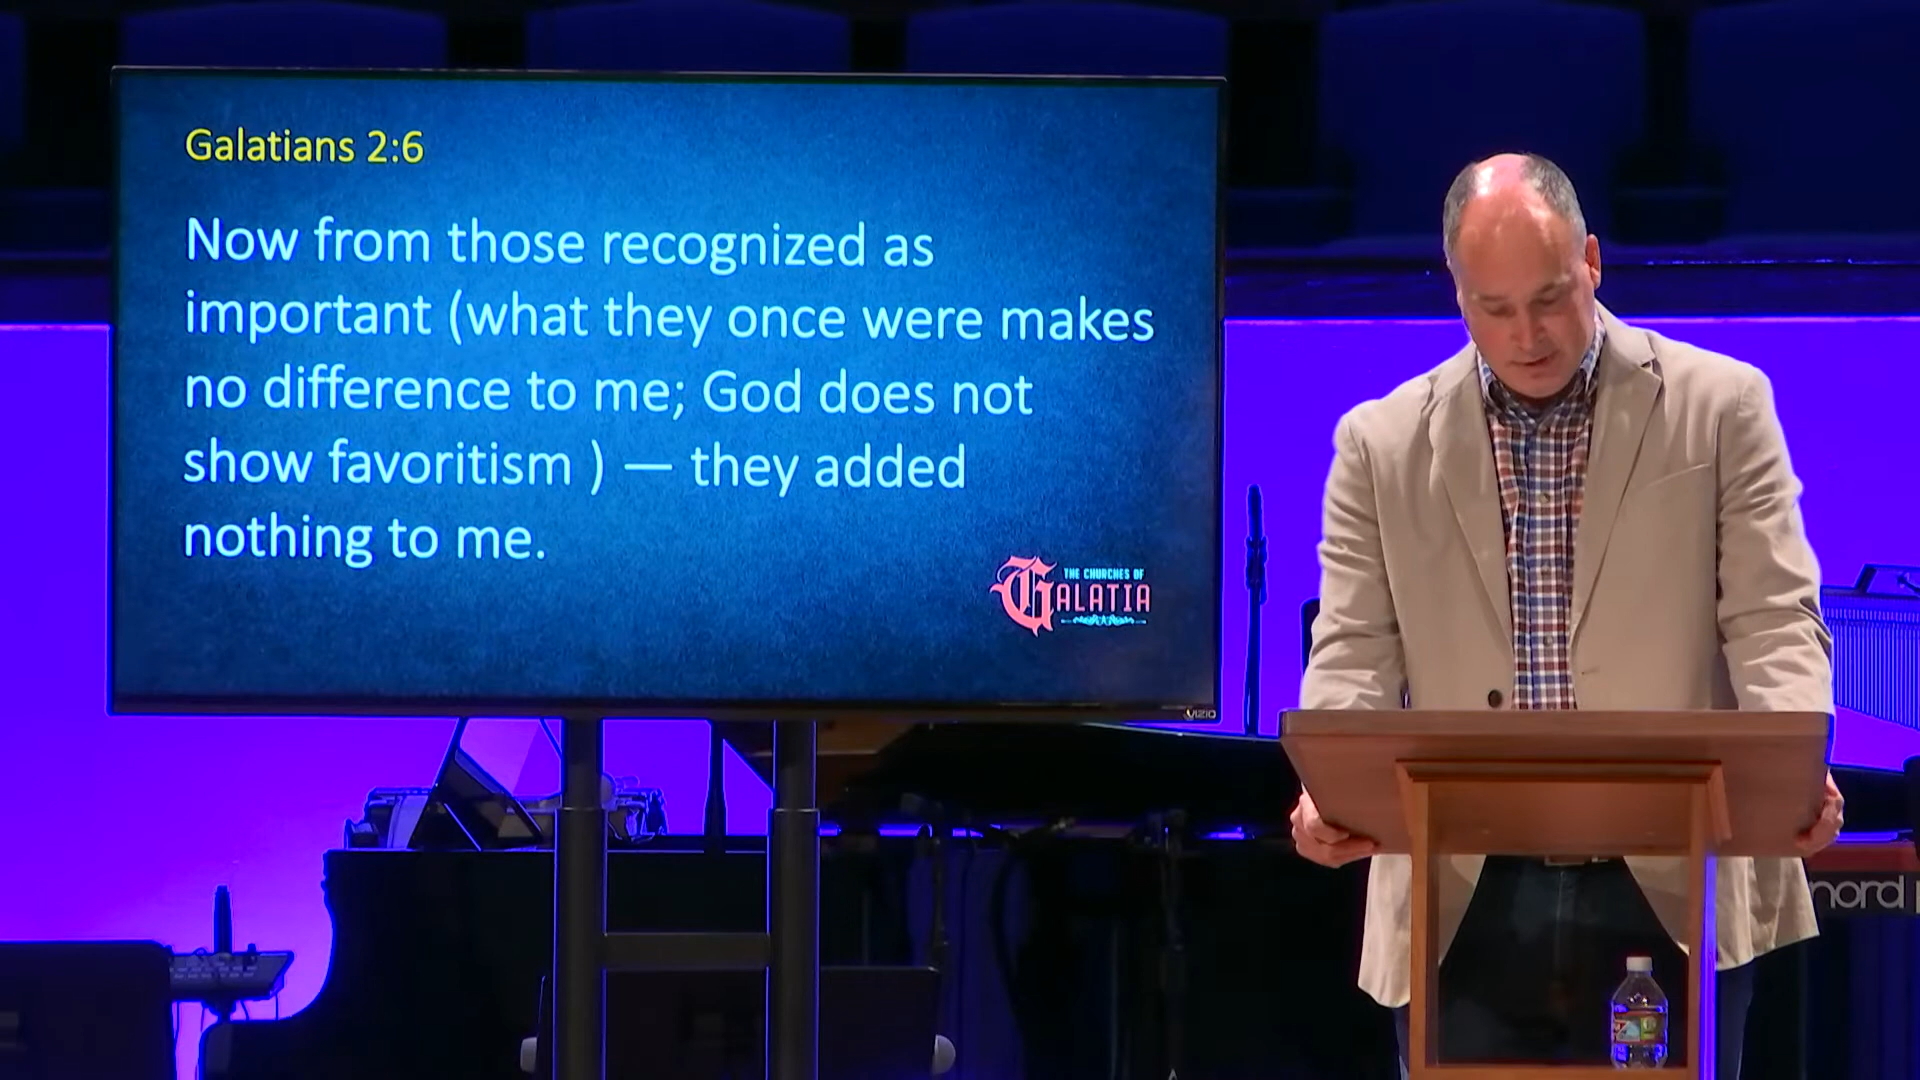 Galatians 2:6
Now from those recognized as
important (what they once were makes
no difference to me; God does not
show favoritism ) — they added
nothing to me.
THE CHURCHES OF
GALATIA
VIZIO
nord